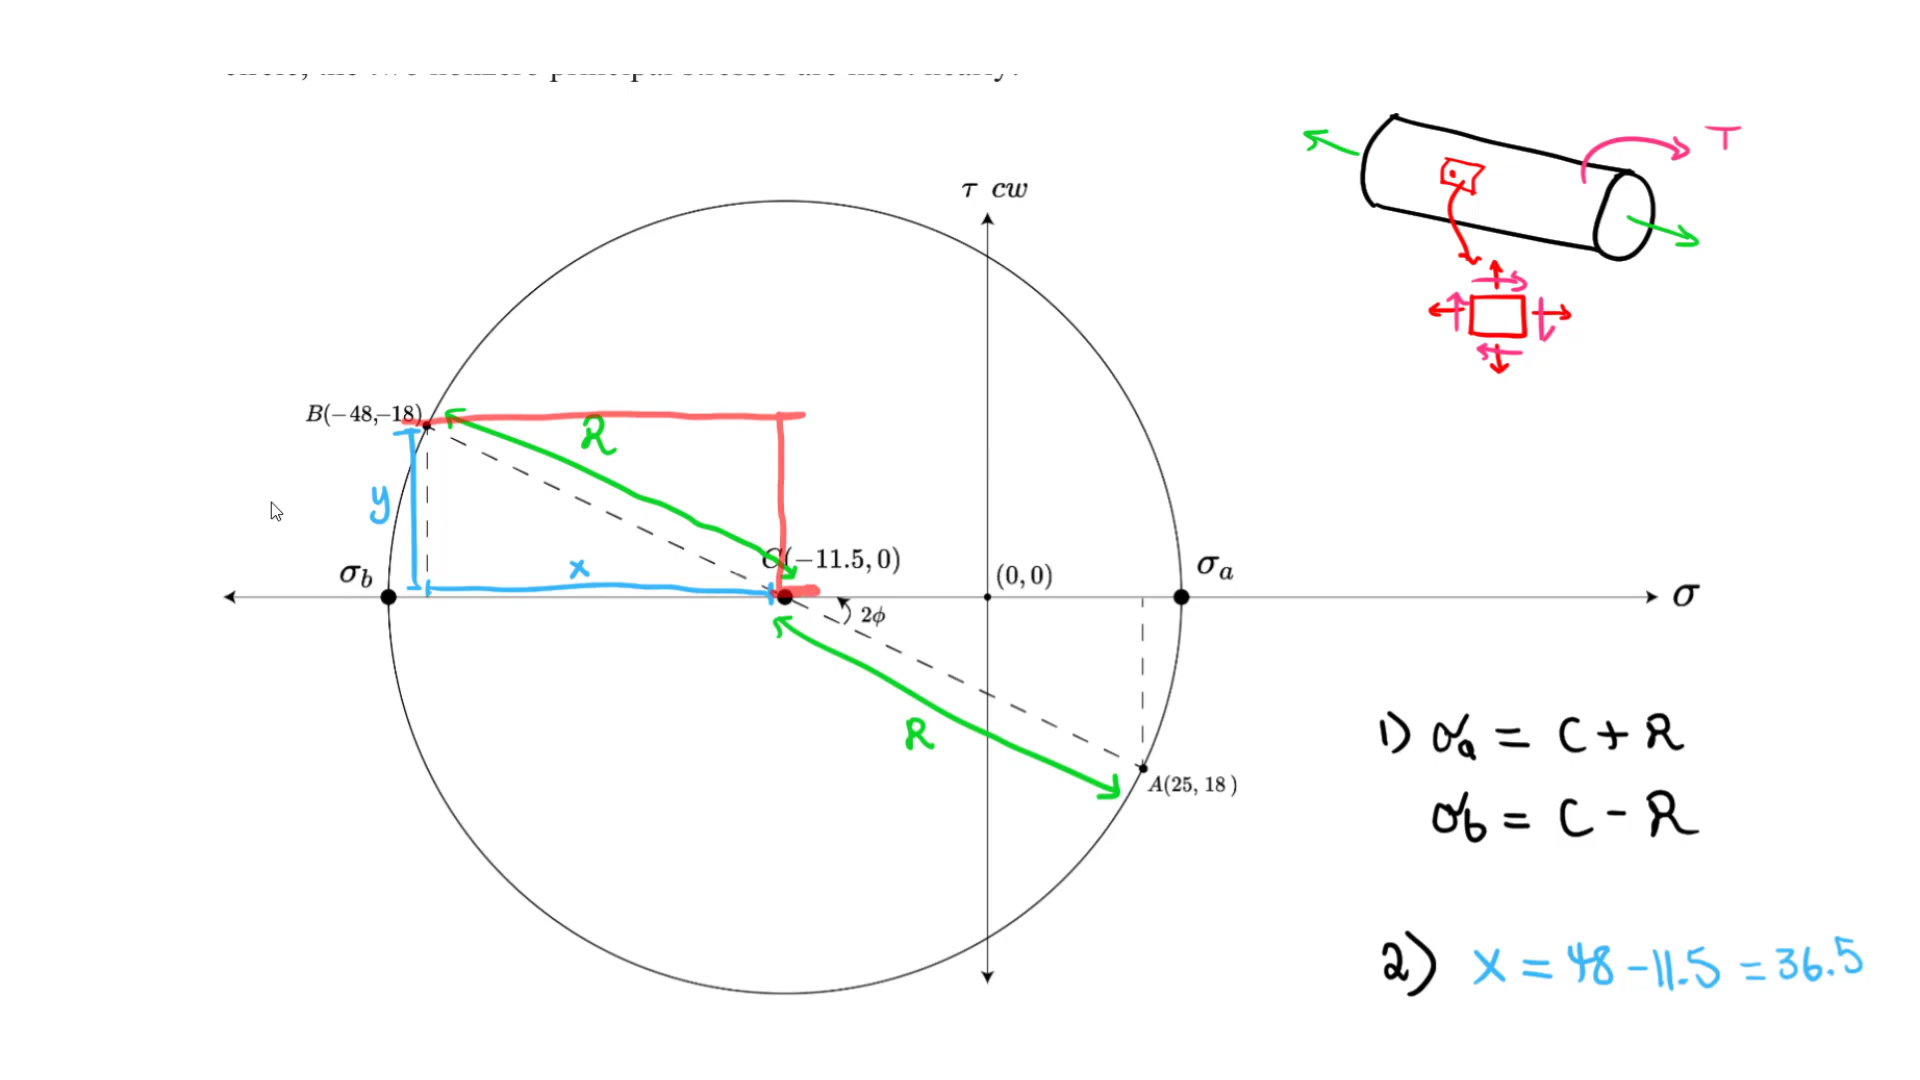 T
τ cw
B(−48,−18)
R
y
C(−11.5, 0)
x
σb
(0, 0)
σa
σ
2ϕ
R
A(25, 18 )
1) σa = C + R
σb = C - R
2) x = 48 - 11.5 = 36.5